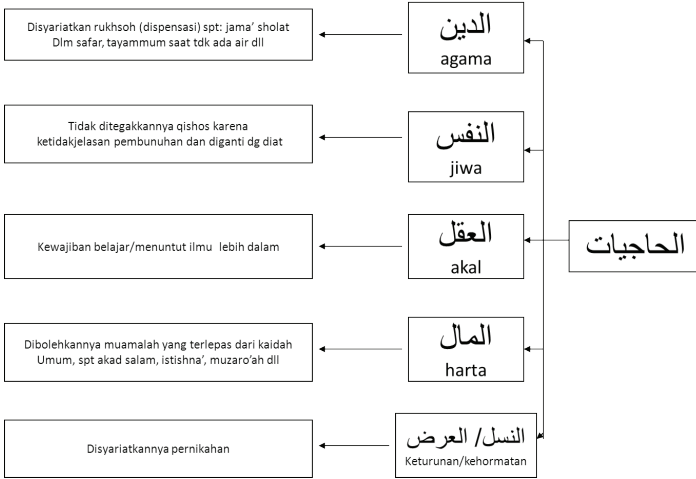 الحاجيات
الدين
agama
Disyariatkan rukhsoh (dispensasi) spt: jama’ sholat
Dlm safar, tayammum saat tdk ada air dll
النفس
jiwa
Tidak ditegakkannya qishos karena
ketidakjelasan pembunuhan dan diganti dg diat
العقل
akal
Kewajiban belajar/menuntut ilmu lebih dalam
المال
harta
Dibolehkannya muamalah yang terlepas dari kaidah
Umum, spt akad salam, istishna’, muzaro’ah dll
النسل/ العرض
Keturunan/kehormatan
Disyariatkannya pernikahan